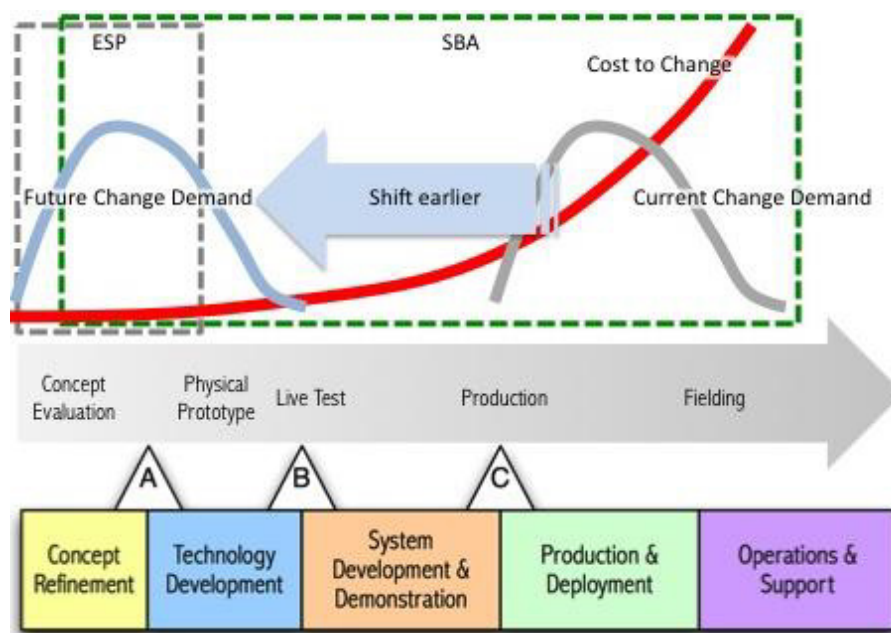 ESP
SBA
Cost to Change
Future Change Demand
Shift earlier
Current Change Demand
Concept
Evaluation
Physical
Prototype
Live Test
Production
Fielding
A
B
C
Concept
Refinement
Technology
Development
System
Development &
Demonstration
Production &
Deployment
Operations &
Support